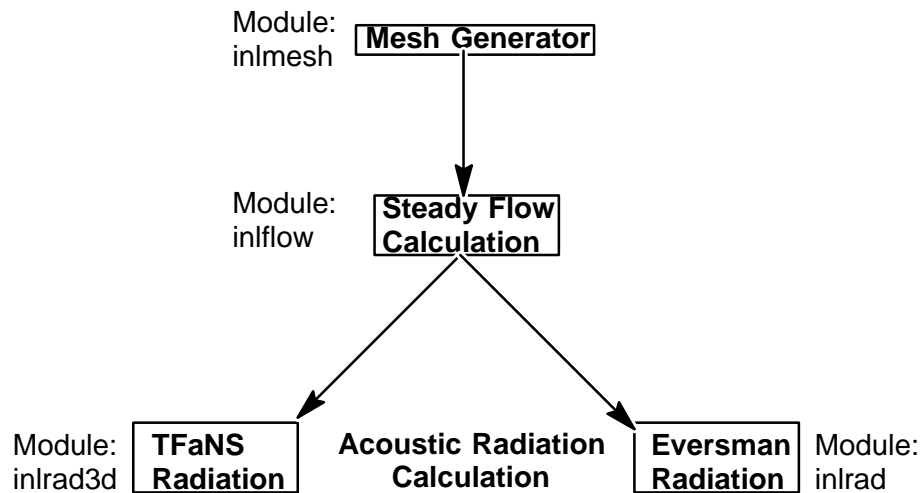 Module:
inlmesh
Mesh Generator
Module:
inlflow
Steady Flow
Calculation
Module:
inlrad3d
TFaNS
Radiation
Acoustic Radiation
Calculation
Eversman
Radiation
Module:
inlrad